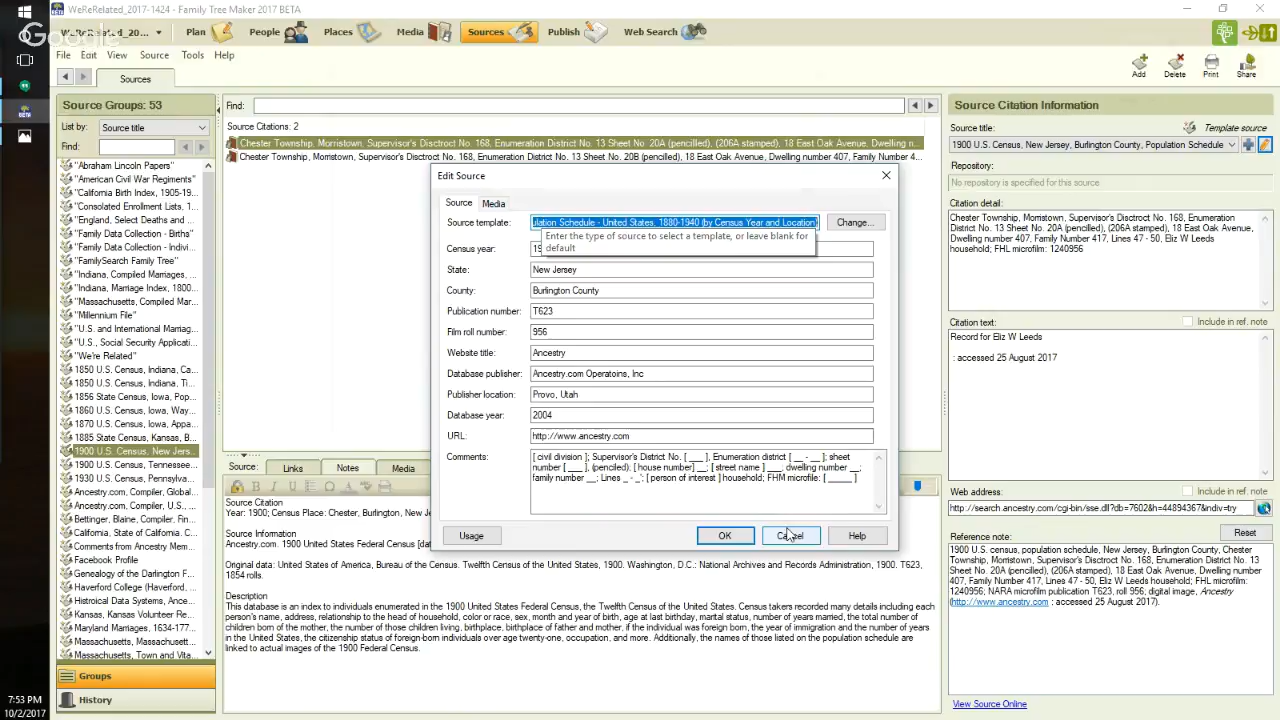 WeReRelated_2017-1424 - Family Tree Maker 2017 BETA
WeReRelated_20...
Plan
People
Places
Media
Sources
Publish
Web Search
Google
File Edit View Source Tools Help
Sources
Add Delete Print Share
Source Groups: 53
List by: Source title
Find:
"Abraham Lincoln Papers"
"American Civil War Regiments"
"California Birth Index, 1905-19...
"Consolidated Enrollment Lists, 1...
"England, Select Deaths and ...
"Family Data Collection - Births"
"Family Data Collection - Indivi...
"FamilySearch Family Tree"
"Indiana, Compiled Marriages, ...
"Indiana, Marriage Index, 1800...
"Massachusetts, Compiled Mar...
"Millennium File"
"U.S. and International Marriag...
"U.S., Social Security Applicati...
"We're Related"
1850 U.S. Census, Indiana, Ca...
1850 U.S. Census, Indiana, D...
1856 State Census, Iowa, Pow...
1860 U.S. Census, Iowa, Way...
1870 U.S. Census, Iowa, Appa...
1885 State Census, Kansas, B...
1900 U.S. Census, New Jers...
1900 U.S. Census, Tennessee...
1930 U.S. Census, Pennsylva...
Ancestry.com, Compiler, Global...
Ancestry.com, Compiler, U.S., ...
Bettinger, Blaine, Finding, Com...
California, State of California. C...
Comments from Ancestry Mem...
Facebook Profile
Genealogy of the Darlington F...
Haverford College (Haverford, ...
Histroical Data Systems, Ance...
Maryland Marriages, 1634-177...
Massachusetts, Massachusetts...
Massachusetts, Town and Vita...
Groups
History
7:53 PM
10/2/2017
Find:
Source Citations: 2
Chester Township, Morristown, Supervisor's Disctroct No. 168, Enumeration District No. 13 Sheet No. 20A (pencilled), (206A stamped), 18 East Oak Avenue, Dwelling number 407, Family Number ...
Chester Township, Morristown, Supervisor's Disctroct No. 168, Enumeration District No. 13 Sheet No. 20B (pencilled), 18 East Oak Avenue, Dwelling number 407, Family Number 4...
Edit Source
Source Media
Source template: ulation Schedule - United States, 1880-1940 (by Census Year and Location) Change...
Enter the type of source to select a template, or leave blank for
default
Census year: 19
State: New Jersey
County: Burlington County
Publication number: T623
Film roll number: 956
Website title: Ancestry
Database publisher: Ancestry.com Operatoins, Inc
Publisher location: Provo, Utah
Database year: 2004
URL: http://www.ancestry.com
Comments: [ civil division ]; Supervisor's District No. [ ___ ], Enumeration district [ __ - __ ]; sheet
number [ ___ ], (penciled). [ house number] __; [ street name ] ___, dwelling number __;
family number __; Lines _ - _'; [ person of interest ] household; FHM microfile: [ _____ ]
Usage OK Cancel Help
Source: Links Notes Media
Source Citation
Year: 1900; Census Place: Chester, Burlington, New Je
Source Information
Ancestry.com. 1900 United States Federal Census [dat
Original data: United States of America, Bureau of the Census. Twelfth Census of the United States, 1900. Washington, D.C.: National Archives and Records Administration, 1900. T623,
1854 rolls.
Description
This database is an index to individuals enumerated in the 1900 United States Federal Census, the Twelfth Census of the United States. Census takers recorded many details including each
person's name, address, relationship to the head of household, color or race, sex, month and year of birth, age at last birthday, marital status, number of years married, the total number of
children born of the mother, the number of those children living, birthplace, birthplace of father and mother, if the individual was foreign born, the year of immigration and the number of years
in the United States, the citizenship status of foreign-born individuals over age twenty-one, occupation, and more. Additionally, the names of those listed on the population schedule are
linked to actual images of the 1900 Federal Census.
Source Citation Information
Source title: Template source
1900 U.S. Census, New Jersey, Burlington County, Population Schedule
Repository:
No repository is specified for this source
Citation detail:
Chester Township, Morristown, Supervisor's Disctroct No. 168, Enumeration
District No. 13 Sheet No. 20A (pencilled), (206A stamped), 18 East Oak Avenue,
Dwelling number 407, Family Number 417, Lines 47 - 50, Eliz W Leeds
household; FHL microfilm: 1240956
Citation text: Include in ref. note
Record for Eliz W Leeds
: accessed 25 August 2017
Web address: Include in ref. note
http://search.ancestry.com/cgi-bin/sse.dll?db=7602&h=44894367&indiv=try
Reference note: Reset
1900 U.S. census, population schedule, New Jersey, Burlington County, Chester
Township, Morristown, Supervisor's Disctroct No. 168, Enumeration District No. 13
Sheet No. 20A (pencilled), (206A stamped), 18 East Oak Avenue, Dwelling number
407, Family Number 417, Lines 47 - 50, Eliz W Leeds household; FHL microfilm:
1240956; NARA microfilm publication T623, roll 956; digital image, Ancestry
(http://www.ancestry.com : accessed 25 August 2017).
View Source Online